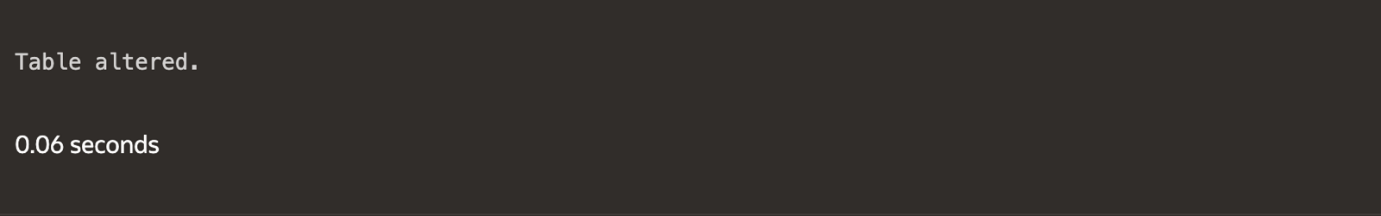 Table altered.
0.06 seconds